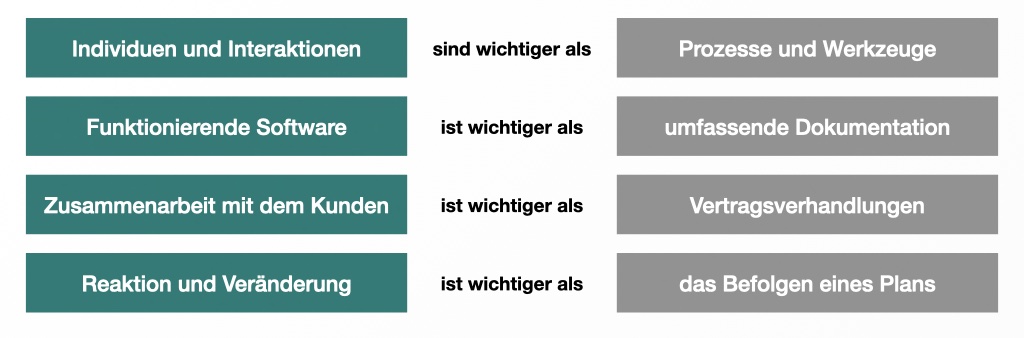 Individuen und Interaktionen sind wichtiger als Prozesse und Werkzeuge
Funktionierende Software ist wichtiger als umfassende Dokumentation
Zusammenarbeit mit dem Kunden ist wichtiger als Vertragsverhandlungen
Reaktion und Veränderung ist wichtiger als das Befolgen eines Plans